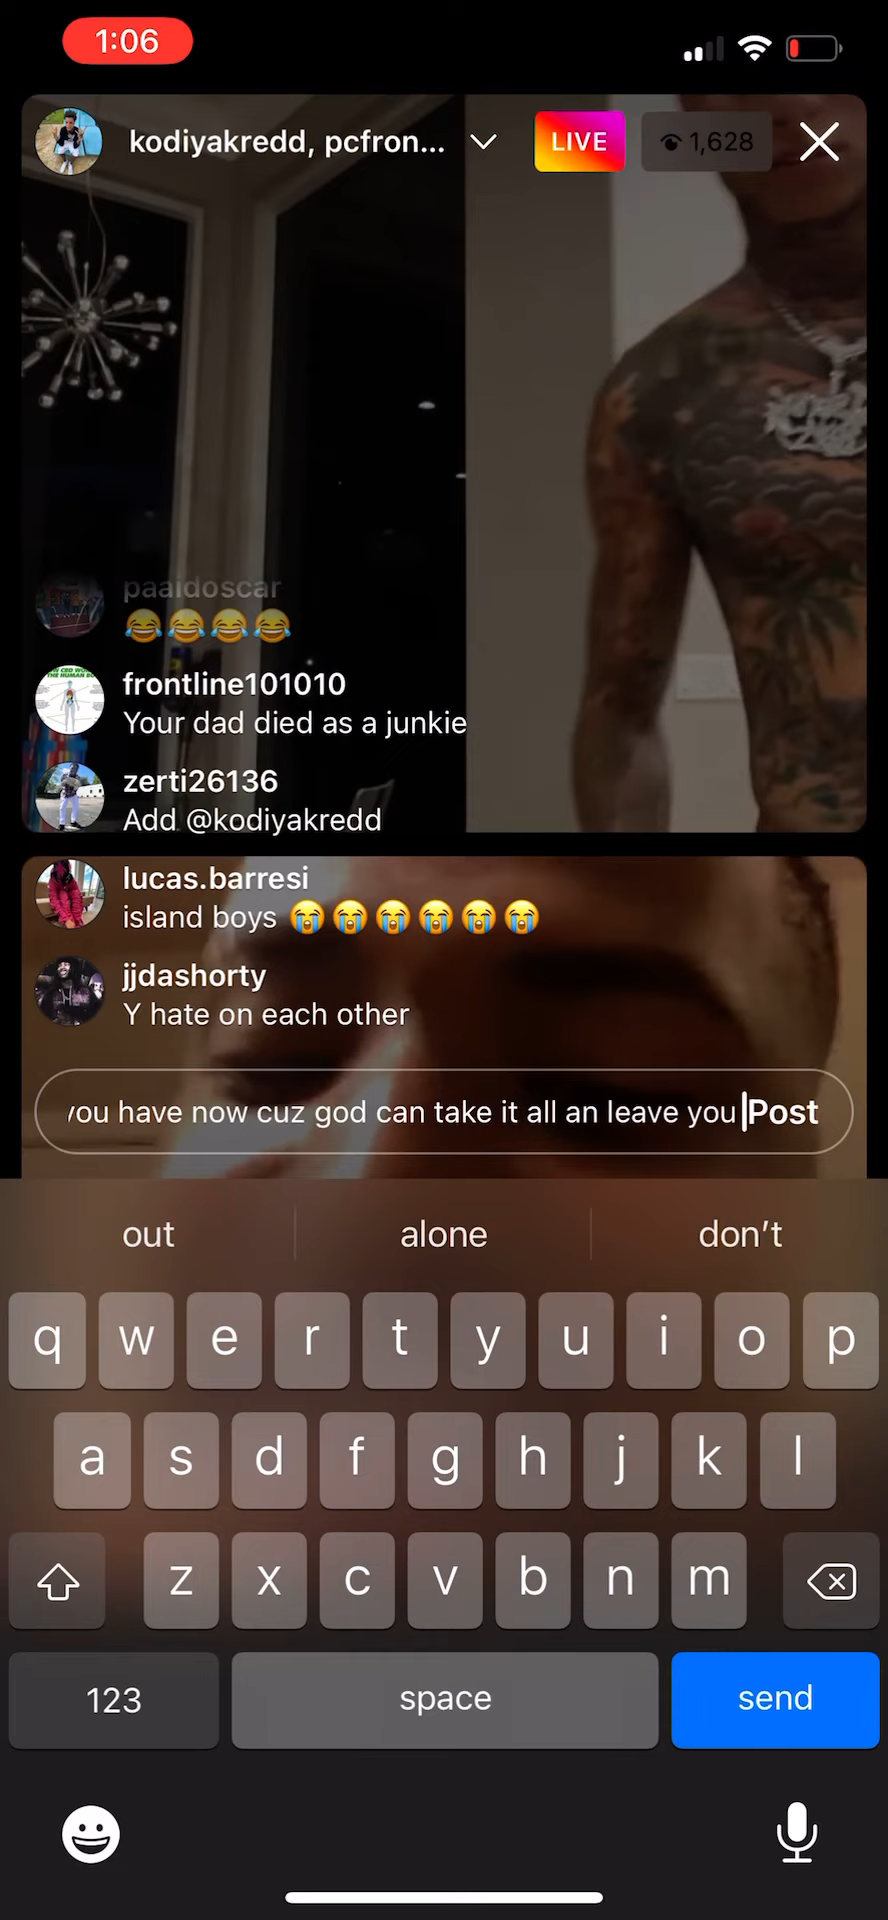 1:06
kodiyakredd, pcfron...
LIVE
1,628
paaidoscar
😂😂😂😂
frontline101010
Your dad died as a junkie
zerti26136
Add @kodiyakredd
lucas.barresi
island boys 😭😭😭😭😭😭
jjdashorty
Y hate on each other
you have now cuz god can take it all an leave you
Post
out alone don't
q w e r t y u i o p
a s d f g h j k l
z x c v b n m
123 space send